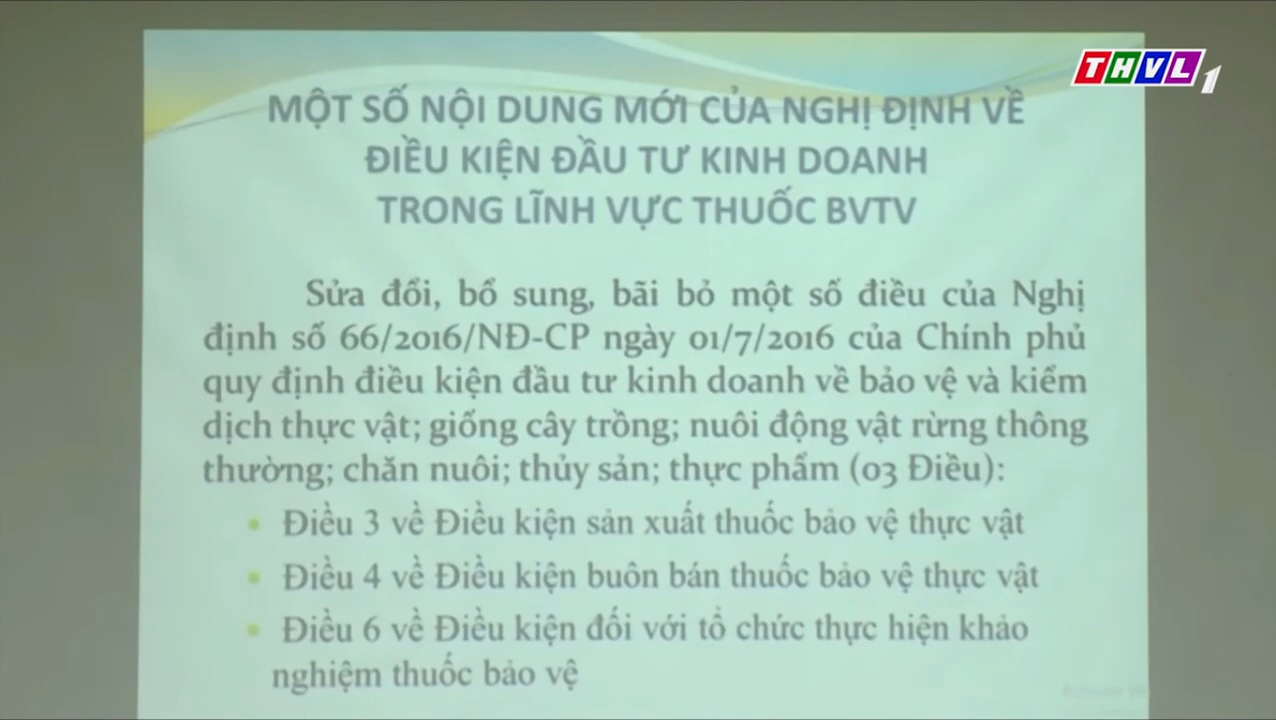 THVL 1
MỘT SỐ NỘI DUNG MỚI CỦA NGHỊ ĐỊNH VỀ
ĐIỀU KIỆN ĐẦU TƯ KINH DOANH
TRONG LĨNH VỰC THUỐC BVTV
Sửa đổi, bổ sung, bãi bỏ một số điều của Nghị
định số 66/2016/NĐ-CP ngày 01/7/2016 của Chính phủ
quy định điều kiện đầu tư kinh doanh về bảo vệ và kiểm
dịch thực vật; giống cây trồng; nuôi động vật rừng thông
thường; chăn nuôi; thủy sản; thực phẩm (03 Điều):
• Điều 3 về Điều kiện sản xuất thuốc bảo vệ thực vật
• Điều 4 về Điều kiện buôn bán thuốc bảo vệ thực vật
• Điều 6 về Điều kiện đối với tổ chức thực hiện khảo
nghiệm thuốc bảo vệ